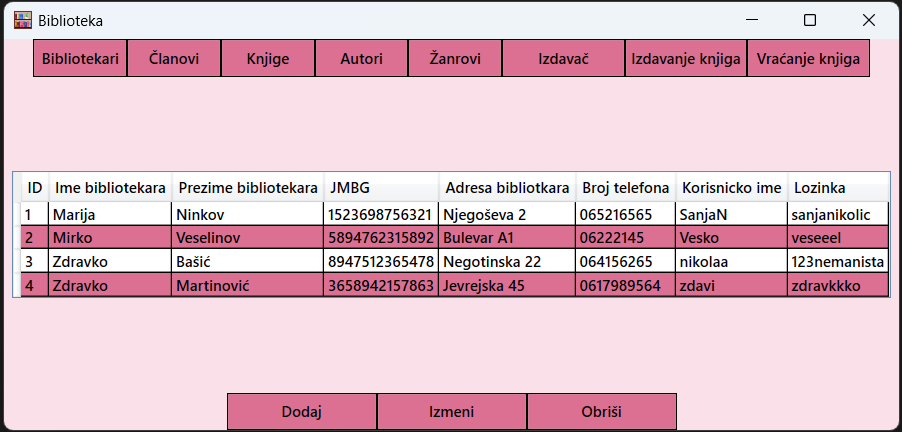 Biblioteka
Bibliotekari Članovi Knjige Autori Žanrovi Izdavač Izdavanje knjiga Vraćanje knjiga
ID Ime bibliotekara Prezime bibliotekara JMBG Adresa bibliotkara Broj telefona Korisnicko ime Lozinka
1 Marija Ninkov 1523698756321 Njegoševa 2 065216565 SanjaN sanjanikolic
2 Mirko Veselinov 5894762315892 Bulevar A1 06222145 Vesko veseeel
3 Zdravko Bašić 8947512365478 Negotinska 22 064156265 nikolaa 123nemanista
4 Zdravko Martinović 3658942157863 Jevrejska 45 0617989564 zdavi zdravkkko
Dodaj Izmeni Obriši